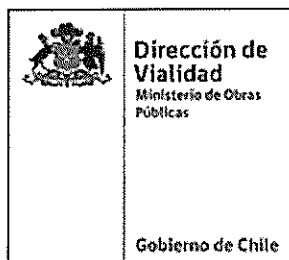 Dirección de
Vialidad
Ministerio de Obras
Públicas
Gobierno de Chile